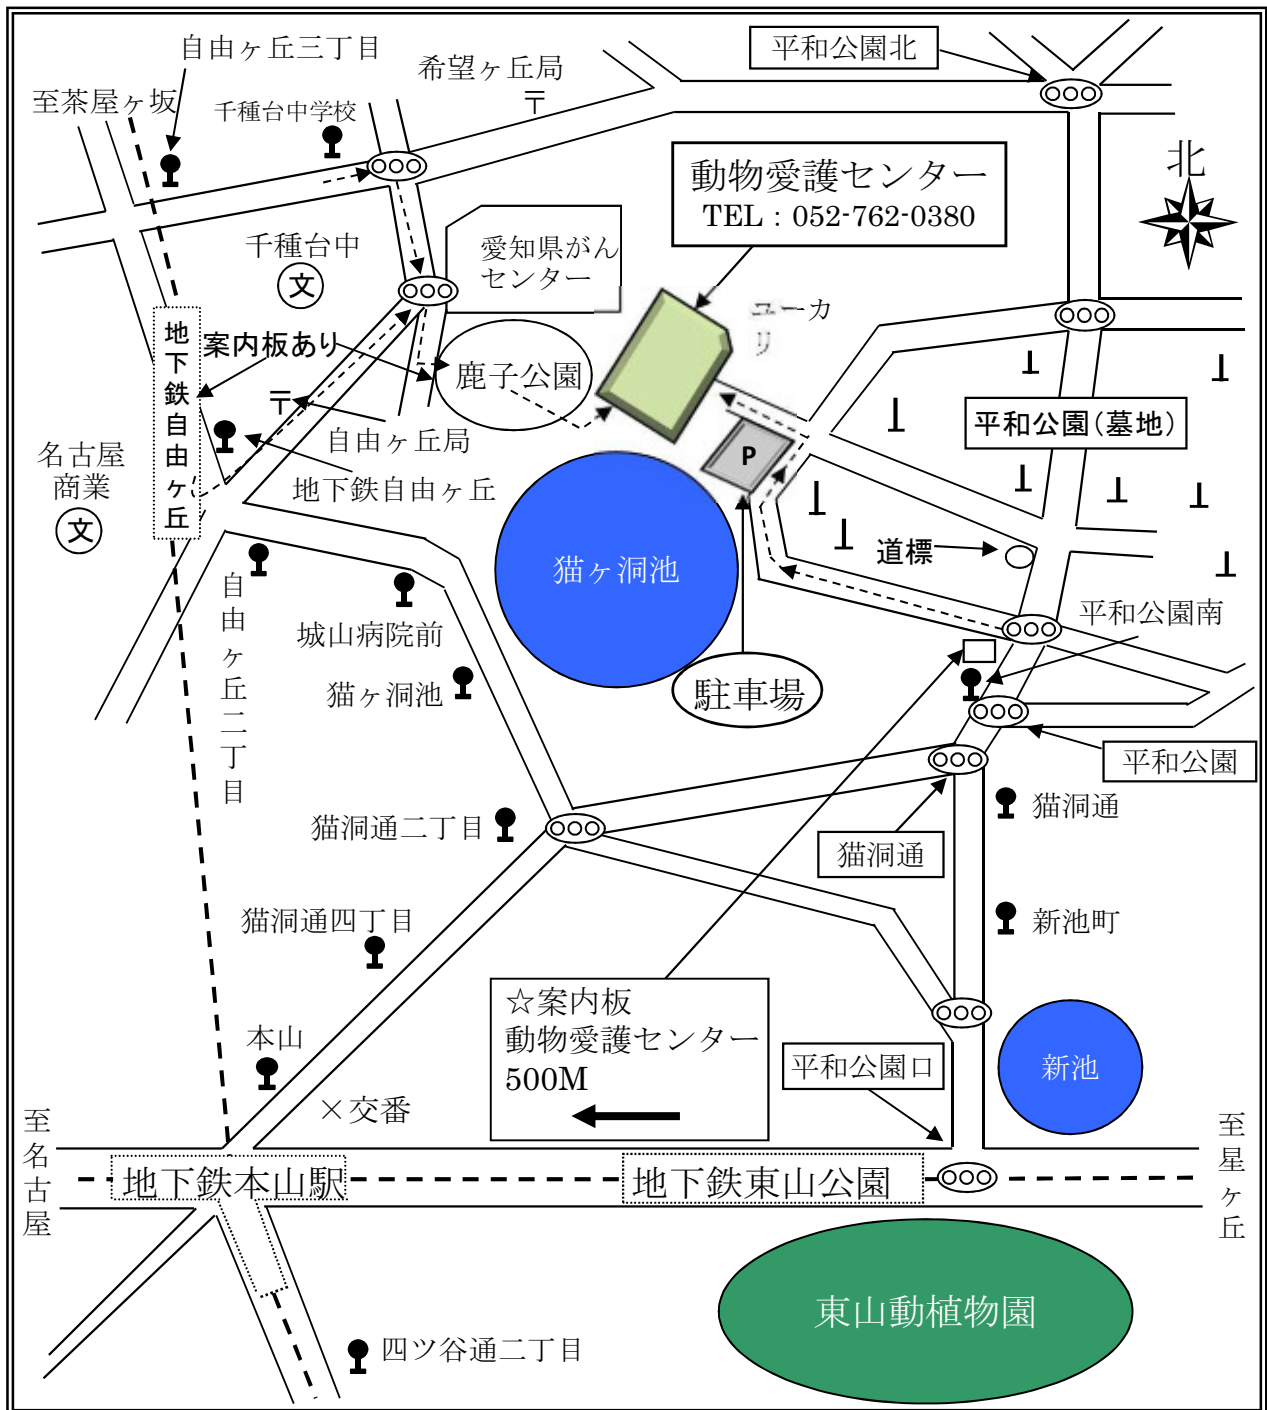 自由ヶ丘三丁目
平和公園北
希望ヶ丘局
〒
至茶屋ヶ坂
千種台中学校
動物愛護センター
TEL：052-762-0380
北
千種台中
文
愛知県がん
センター
ユーカ
リ
案内板あり
地下鉄自由ヶ丘
鹿子公園
〒
自由ヶ丘局
平和公園(墓地)
名古屋
商業
文
地下鉄自由ヶ丘
P
猫ヶ洞池
道標
自由ヶ丘二丁目
城山病院前
平和公園南
猫ヶ洞池
駐車場
平和公園
猫洞通二丁目
猫洞通
猫洞通
猫洞通四丁目
新池町
☆案内板
動物愛護センター
500M
本山
平和公園口
新池
×交番
至名古屋
至星ヶ丘
地下鉄本山駅
地下鉄東山公園
東山動植物園
四ツ谷通二丁目